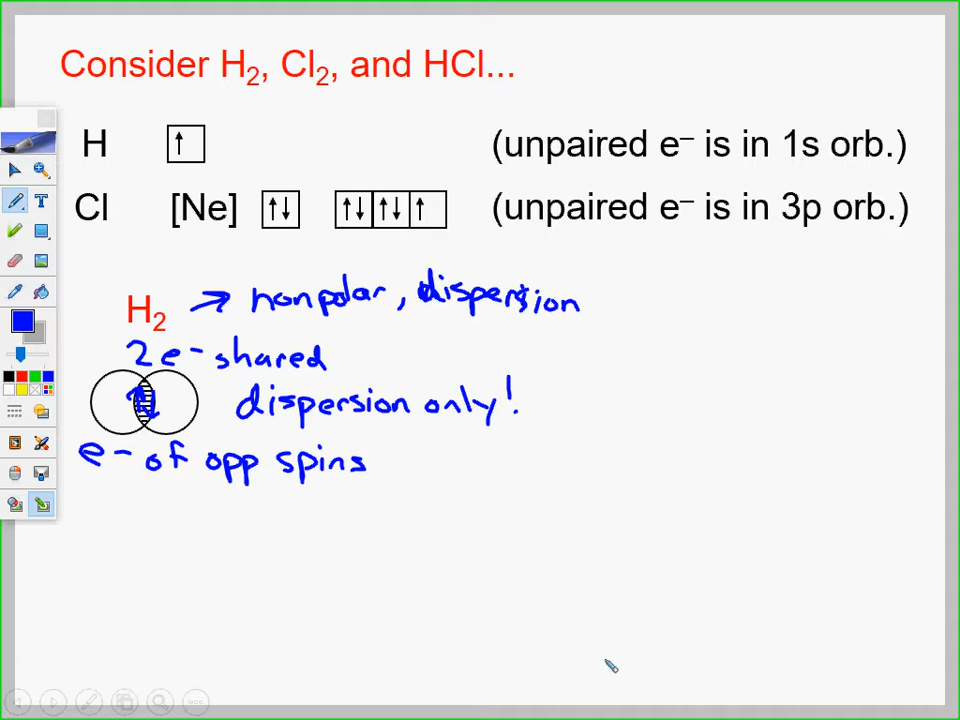 Consider H₂, Cl₂, and HCl...
H ↑ (unpaired e⁻ is in 1s orb.)
Cl [Ne] ↑↓ ↑↓ ↑↓ ↑ (unpaired e⁻ is in 3p orb.)
H₂ → nonpolar, dispersion
2e⁻ shared
↑↓ dispersion only!
e⁻ of opp spins